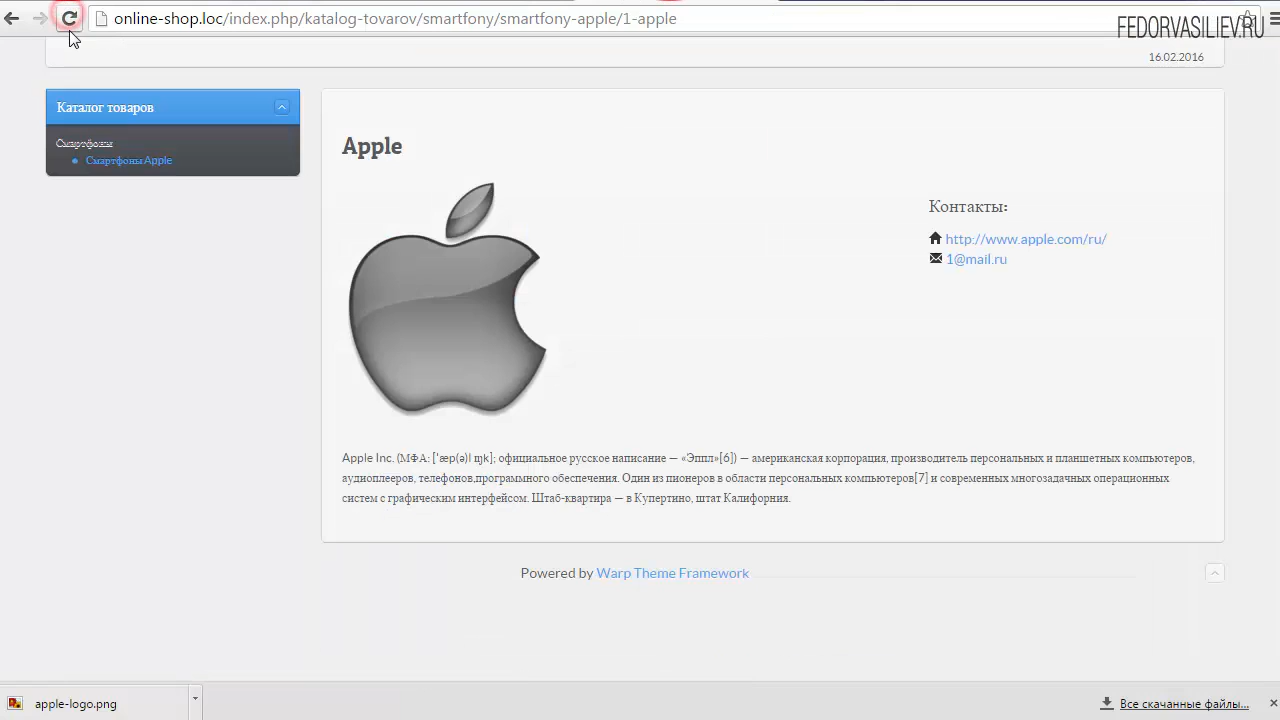 online-shop.loc/index.php/katalog-tovarov/smartfony/smartfony-apple/1-apple
FEDORVASILIEV.RU
16.02.2016
Каталог товаров
Смартфоны
Смартфоны Apple
Apple
Контакты:
http://www.apple.com/ru/
1@mail.ru
Apple Inc. (МФА: ['æp(ə)l ɪŋk]; официальное русское написание — «Эппл»[6]) — американская корпорация, производитель персональных и планшетных компьютеров,
аудиоплееров, телефонов,программного обеспечения. Один из пионеров в области персональных компьютеров[7] и современных многозадачных операционных
систем с графическим интерфейсом. Штаб-квартира — в Купертино, штат Калифорния.
Powered by Warp Theme Framework
apple-logo.png
Все скачанные файлы...